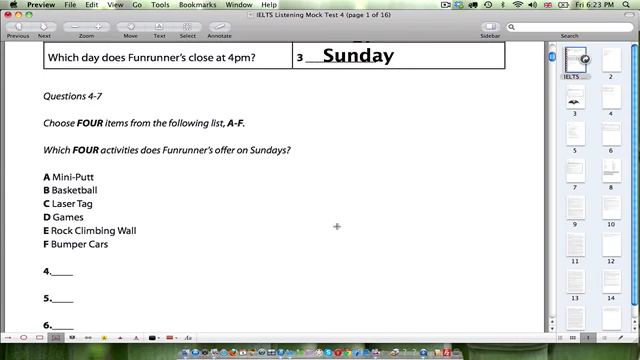 Preview File Edit View Go Tools Bookmarks Window Help
Fri 6:23 PM
IELTS Listening Mock Test 4 (page 1 of 16)
Previous Next Zoom Move Text Select Annotate Sidebar Search
Which day does Funrunner's close at 4pm? 3 Sunday
Questions 4-7
Choose FOUR items from the following list, A-F.
Which FOUR activities does Funrunner's offer on Sundays?
A Mini-Putt
B Basketball
C Laser Tag
D Games
E Rock Climbing Wall
F Bumper Cars
4.____
5.____
6.____
IELTS ... 2
3 4
5 6
7 8
9 10
11 12
13 14
Aa